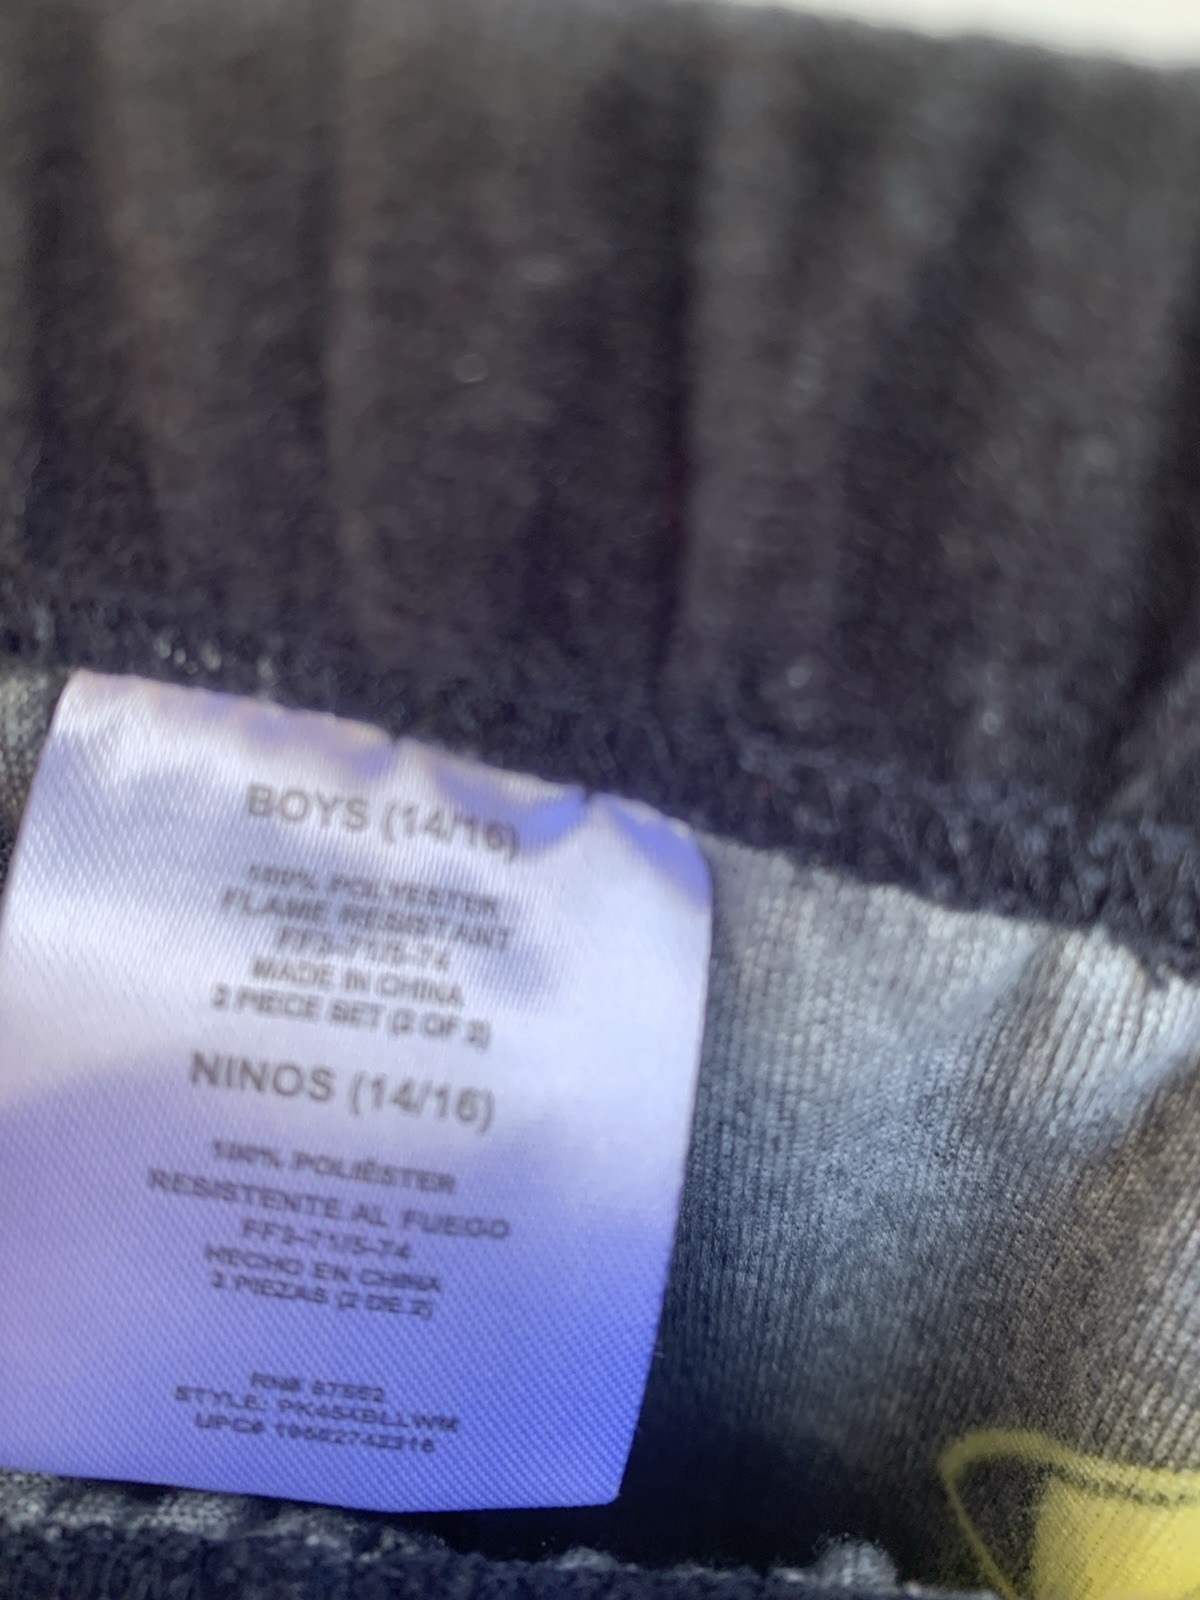 BOYS (14/16)
100% POLYESTER
FLAME RESISTANT
FF3-71/5-74
MADE IN CHINA
2 PIECE SET (2 OF 2)
NINOS (14/16)
100% POLIÉSTER
RESISTENTE AL FUEGO
FF3-71/5-74
HECHO EN CHINA
2 PIEZAS (2 DE 2)
RN#
STYLE:
UPC#